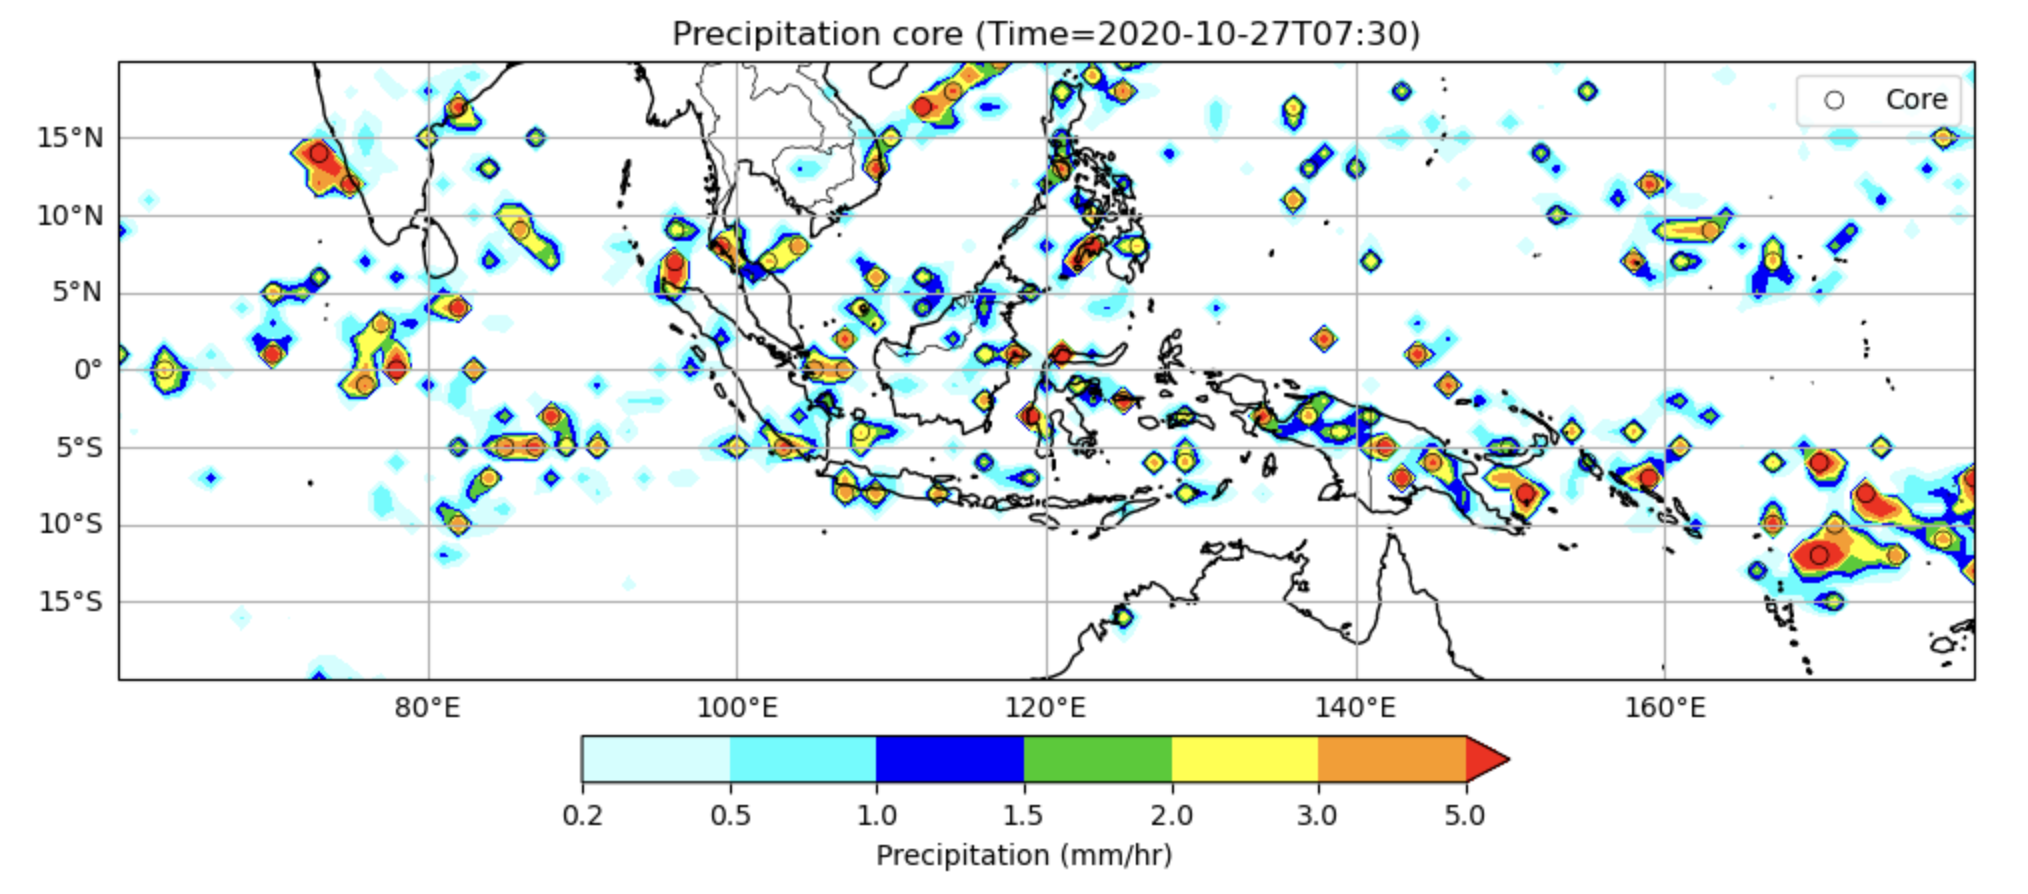 Precipitation core (Time=2020-10-27T07:30)
Core
15°N
10°N
5°N
0°
5°S
10°S
15°S
80°E 100°E 120°E 140°E 160°E
0.2 0.5 1.0 1.5 2.0 3.0 5.0
Precipitation (mm/hr)